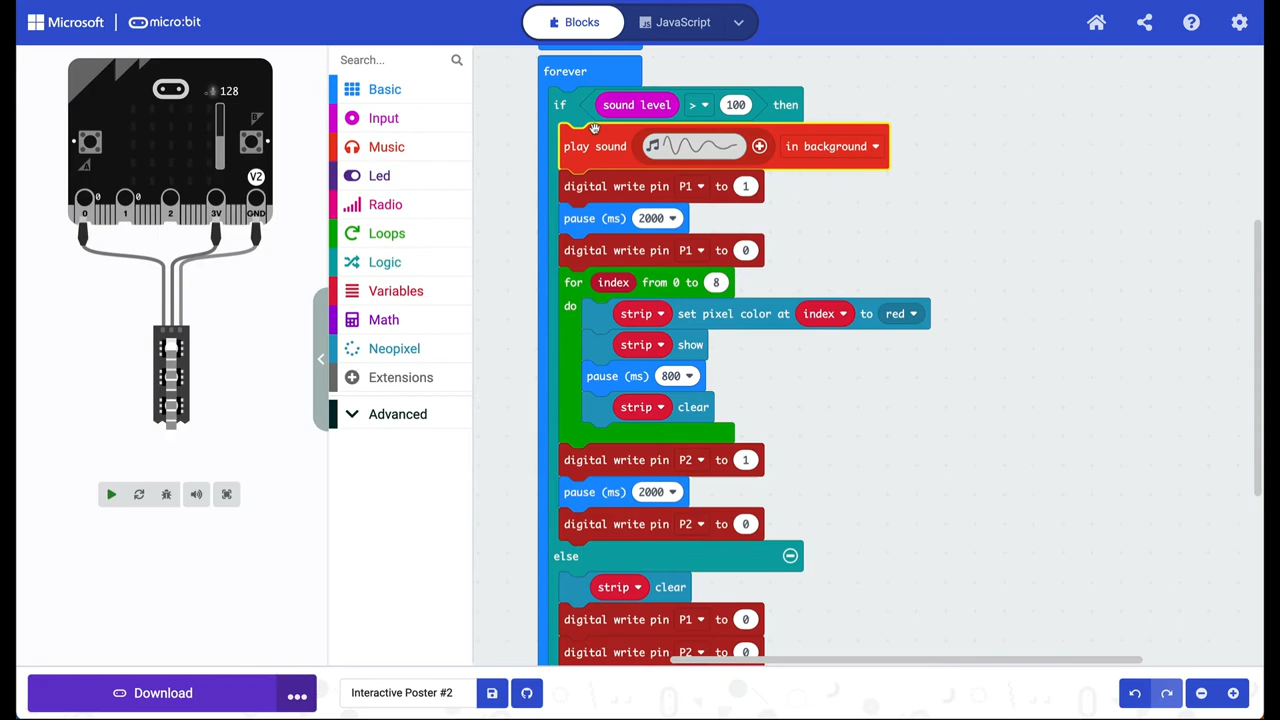 Microsoft micro:bit Blocks JavaScript
Search...
Basic
Input
Music
Led
Radio
Loops
Logic
Variables
Math
Neopixel
Extensions
Advanced
128
B
A
V2
0 0
0 1 2 3V GND
forever
if sound level > 100 then
play sound in background
digital write pin P1 to 1
pause (ms) 2000
digital write pin P1 to 0
for index from 0 to 8
do strip set pixel color at index to red
strip show
pause (ms) 800
strip clear
digital write pin P2 to 1
pause (ms) 2000
digital write pin P2 to 0
else
strip clear
digital write pin P1 to 0
digital write pin P2 to 0
Download ... Interactive Poster #2